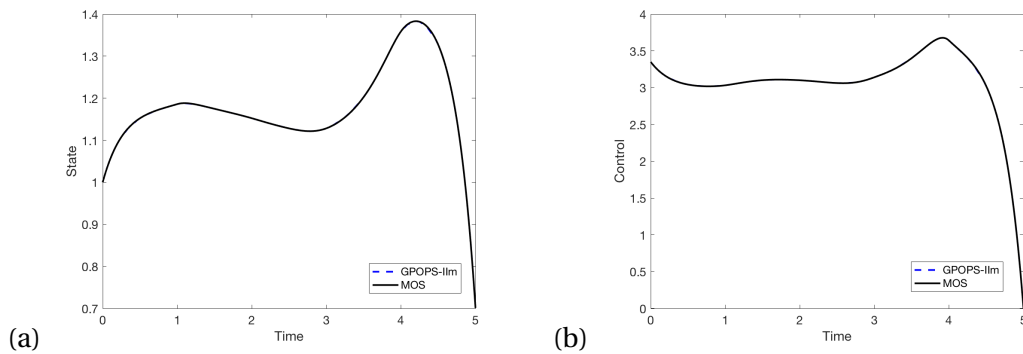 1.4
1.3
1.2
1.1
1
0.9
0.8
0.7
State
0 1 2 3 4 5
Time
GPOPS-IIm
MOS
(a)
4
3.5
3
2.5
2
1.5
1
0.5
0
Control
0 1 2 3 4 5
Time
GPOPS-IIm
MOS
(b)